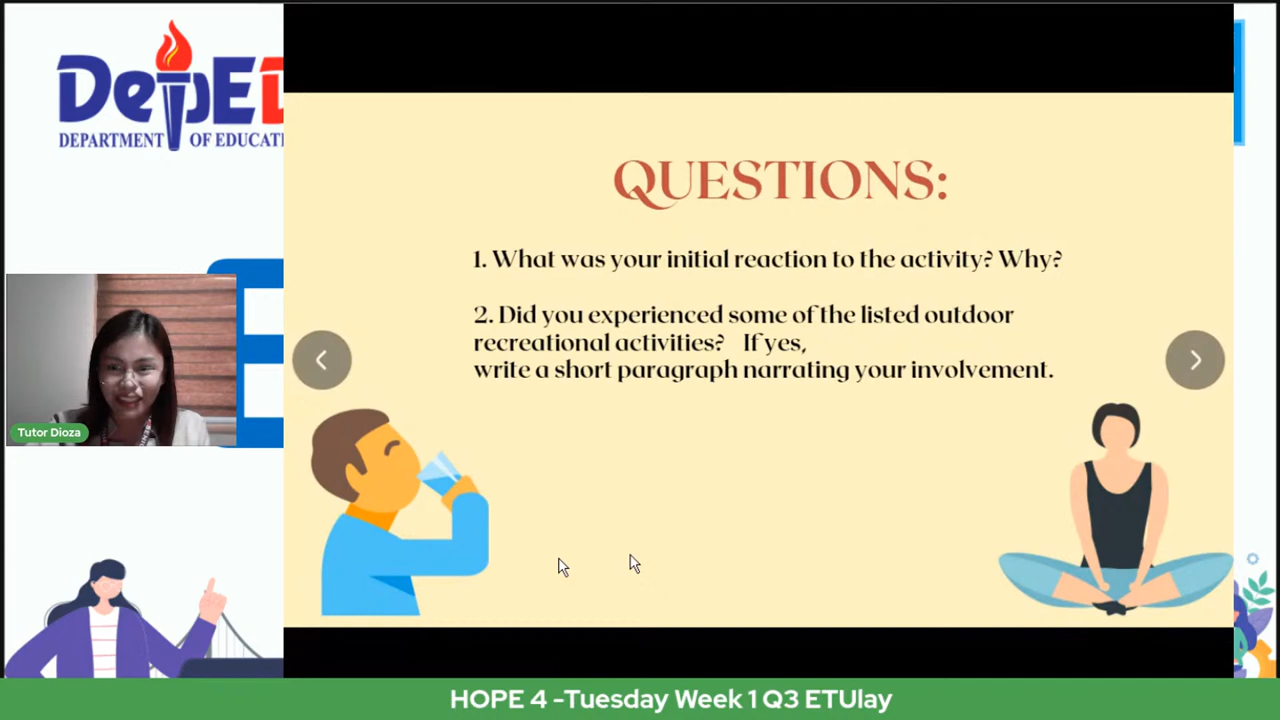 DepED
DEPARTMENT OF EDUCATI
QUESTIONS:
1. What was your initial reaction to the activity? Why?
2. Did you experienced some of the listed outdoor
recreational activities? If yes,
write a short paragraph narrating your involvement.
Tutor Dioza
HOPE 4 -Tuesday Week 1 Q3 ETUlay